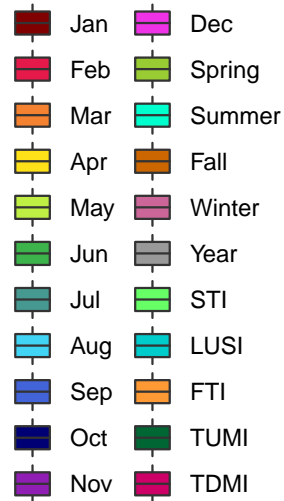 Jan Dec
Feb Spring
Mar Summer
Apr Fall
May Winter
Jun Year
Jul STI
Aug LUSI
Sep FTI
Oct TUMI
Nov TDMI